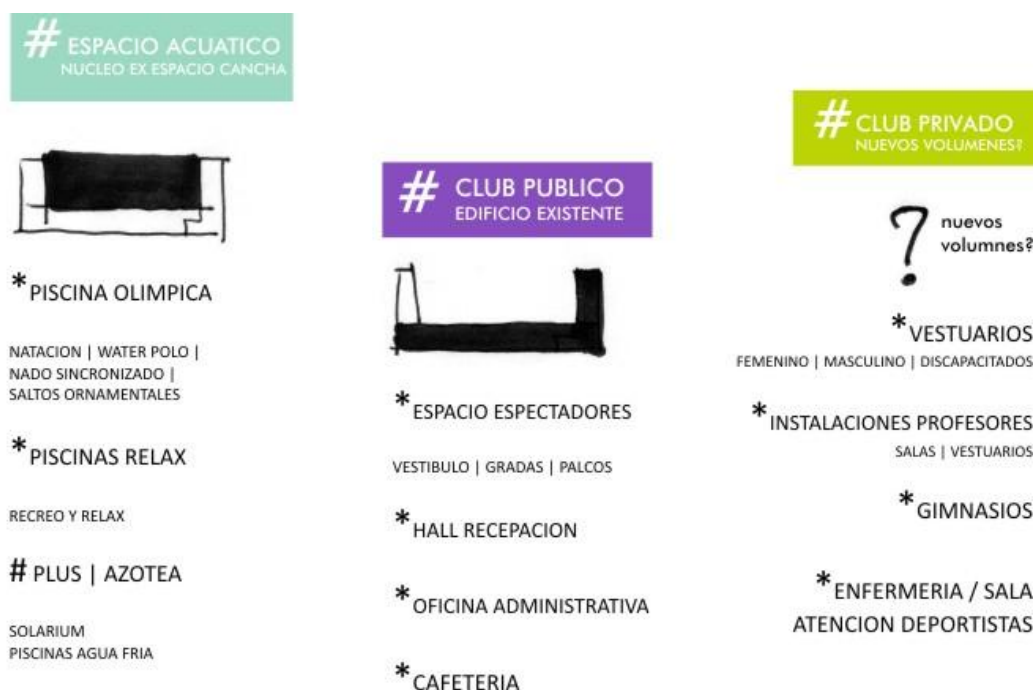 # ESPACIO ACUATICO
NUCLEO EX ESPACIO CANCHA
*PISCINA OLIMPICA
NATACION | WATER POLO |
NADO SINCRONIZADO |
SALTOS ORNAMENTALES
*PISCINAS RELAX
RECREO Y RELAX
# PLUS | AZOTEA
SOLARIUM
PISCINAS AGUA FRIA
# CLUB PUBLICO
EDIFICIO EXISTENTE
*ESPACIO ESPECTADORES
VESTIBULO | GRADAS | PALCOS
*HALL RECEPACION
*OFICINA ADMINISTRATIVA
*CAFETERIA
# CLUB PRIVADO
NUEVOS VOLUMENES?
? nuevos
volumnes?
*VESTUARIOS
FEMENINO | MASCULINO | DISCAPACITADOS
*INSTALACIONES PROFESORES
SALAS | VESTUARIOS
*GIMNASIOS
*ENFERMERIA / SALA
ATENCION DEPORTISTAS